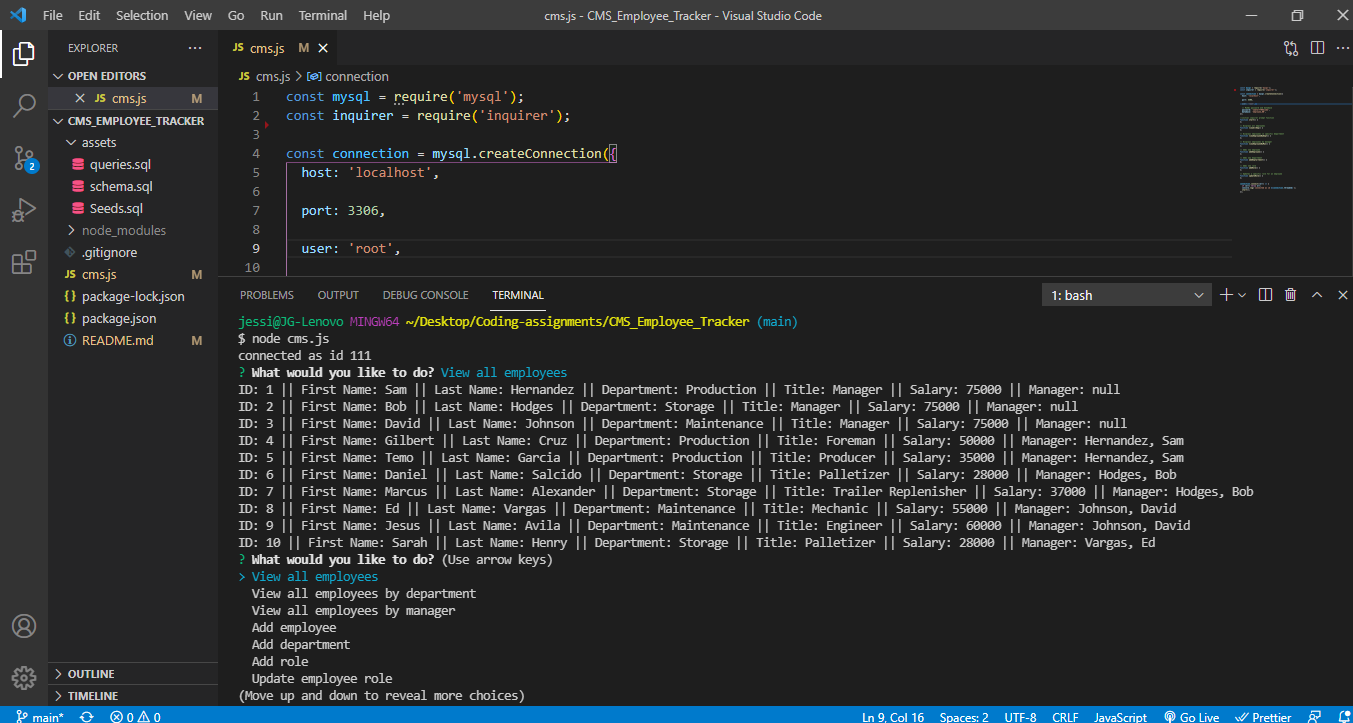 File Edit Selection View Go Run Terminal Help cms.js - CMS_Employee_Tracker - Visual Studio Code
EXPLORER ···
JS cms.js M
OPEN EDITORS
JS cms.js M
CMS_EMPLOYEE_TRACKER
assets
queries.sql
schema.sql
Seeds.sql
node_modules
.gitignore
JS cms.js M
{} package-lock.json
{} package.json
README.md M
OUTLINE
TIMELINE
2
JS cms.js > connection
1 const mysql = require('mysql');
2 const inquirer = require('inquirer');
3
4 const connection = mysql.createConnection({
5 host: 'localhost',
6
7 port: 3306,
8
9 user: 'root',
10
PROBLEMS OUTPUT DEBUG CONSOLE TERMINAL 1: bash
jessi@JG-Lenovo MINGW64 ~/Desktop/Coding-assignments/CMS_Employee_Tracker (main)
$ node cms.js
connected as id 111
? What would you like to do? View all employees
ID: 1 || First Name: Sam || Last Name: Hernandez || Department: Production || Title: Manager || Salary: 75000 || Manager: null
ID: 2 || First Name: Bob || Last Name: Hodges || Department: Storage || Title: Manager || Salary: 75000 || Manager: null
ID: 3 || First Name: David || Last Name: Johnson || Department: Maintenance || Title: Manager || Salary: 75000 || Manager: null
ID: 4 || First Name: Gilbert || Last Name: Cruz || Department: Production || Title: Foreman || Salary: 50000 || Manager: Hernandez, Sam
ID: 5 || First Name: Temo || Last Name: Garcia || Department: Production || Title: Producer || Salary: 35000 || Manager: Hernandez, Sam
ID: 6 || First Name: Daniel || Last Name: Salcido || Department: Storage || Title: Palletizer || Salary: 28000 || Manager: Hodges, Bob
ID: 7 || First Name: Marcus || Last Name: Alexander || Department: Storage || Title: Trailer Replenisher || Salary: 37000 || Manager: Hodges, Bob
ID: 8 || First Name: Ed || Last Name: Vargas || Department: Maintenance || Title: Mechanic || Salary: 55000 || Manager: Johnson, David
ID: 9 || First Name: Jesus || Last Name: Avila || Department: Maintenance || Title: Engineer || Salary: 60000 || Manager: Johnson, David
ID: 10 || First Name: Sarah || Last Name: Henry || Department: Storage || Title: Palletizer || Salary: 28000 || Manager: Vargas, Ed
? What would you like to do? (Use arrow keys)
> View all employees
View all employees by department
View all employees by manager
Add employee
Add department
Add role
Update employee role
(Move up and down to reveal more choices)
main* 0 0 Ln 9, Col 16 Spaces: 2 UTF-8 CRLF JavaScript Go Live Prettier